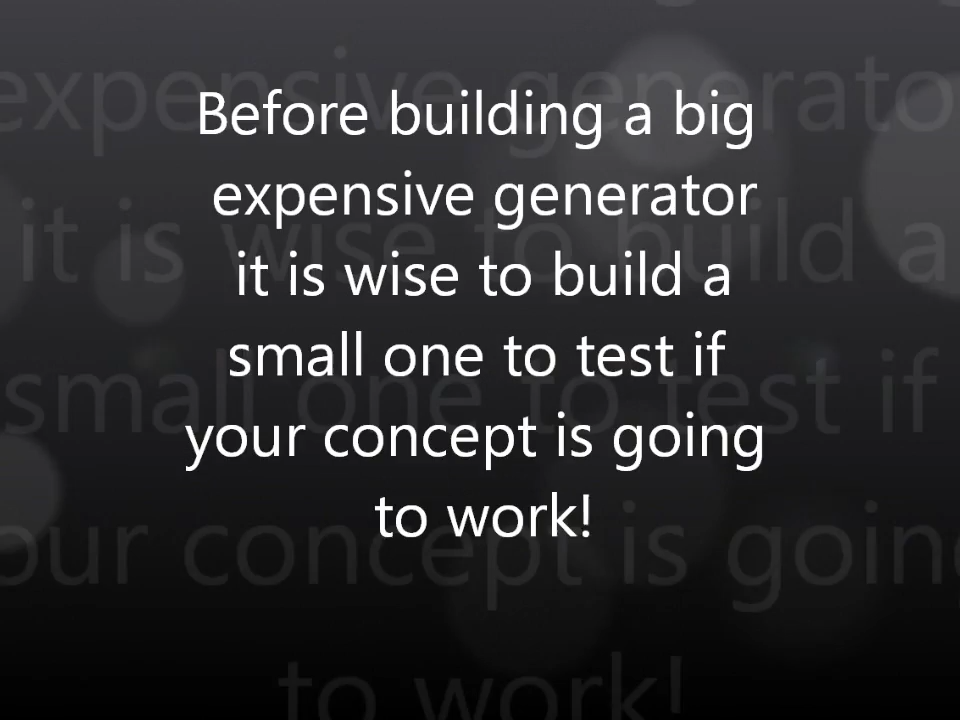 Before building a big
expensive generator
it is wise to build a
small one to test if
your concept is going
to work!